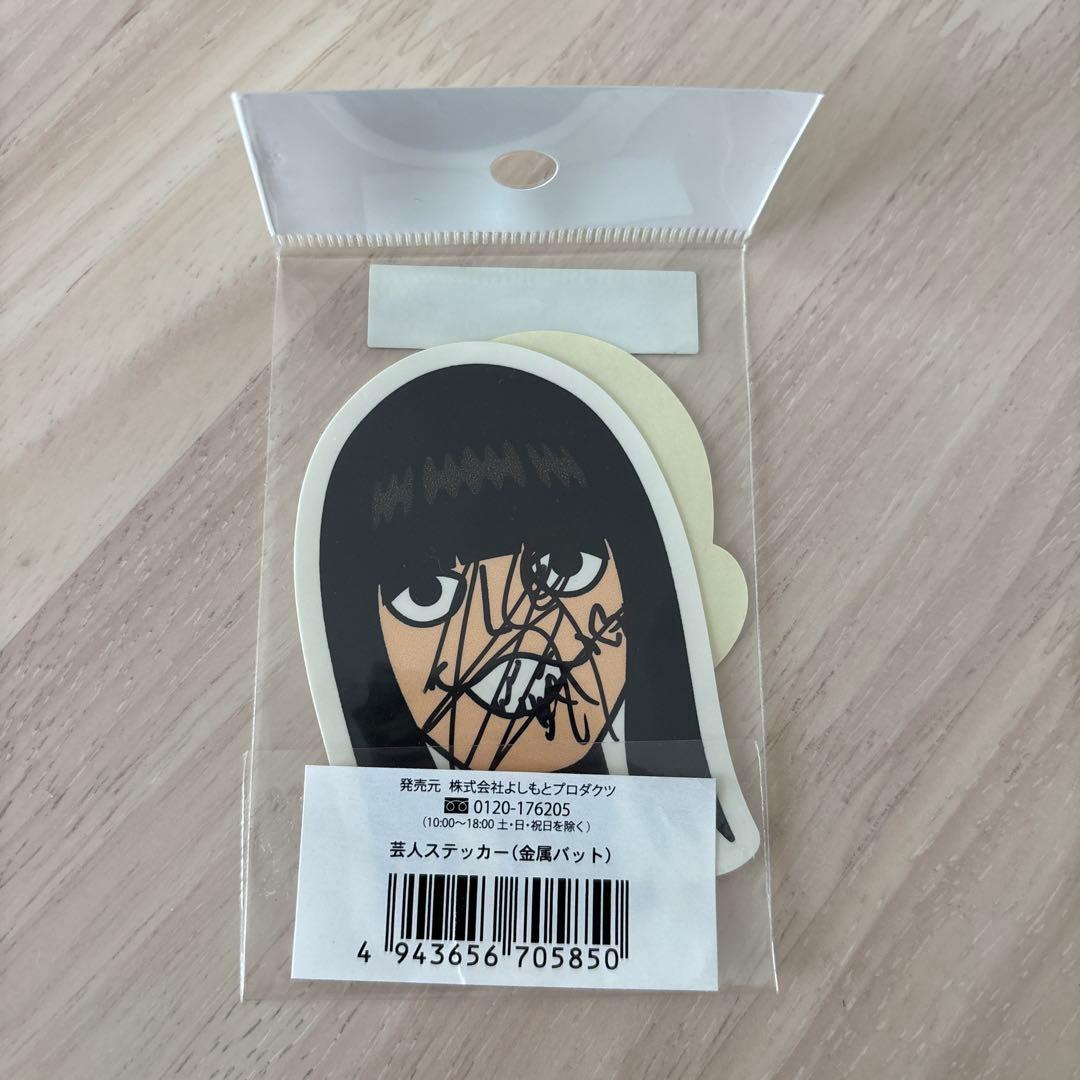 発売元 株式会社よしもとプロダクツ
0120-176205
(10:00～18:00 土・日・祝日を除く)
芸人ステッカー(金属バット)
4 943656 705850